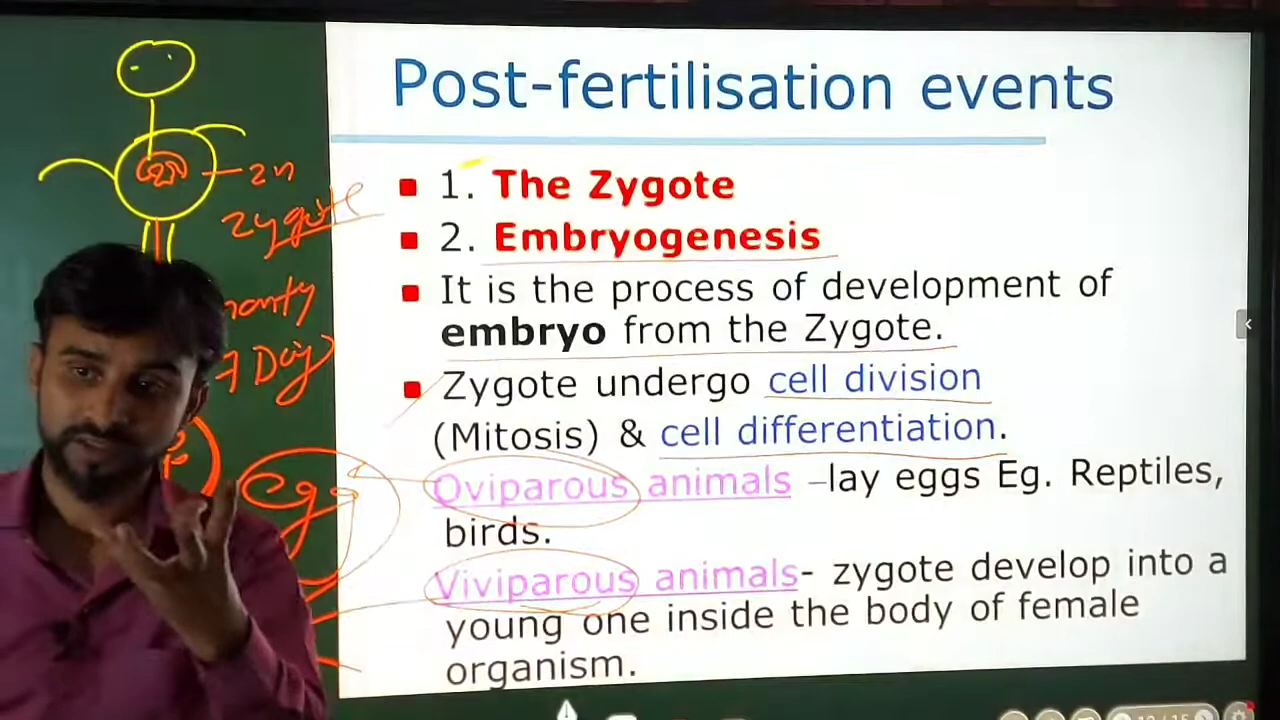 Post-fertilisation events
2n
zygote
7 Day
egg
1. The Zygote
2. Embryogenesis
It is the process of development of
embryo from the Zygote.
Zygote undergo cell division
(Mitosis) & cell differentiation.
Oviparous animals –lay eggs Eg. Reptiles,
birds.
Viviparous animals- zygote develop into a
young one inside the body of female
organism.